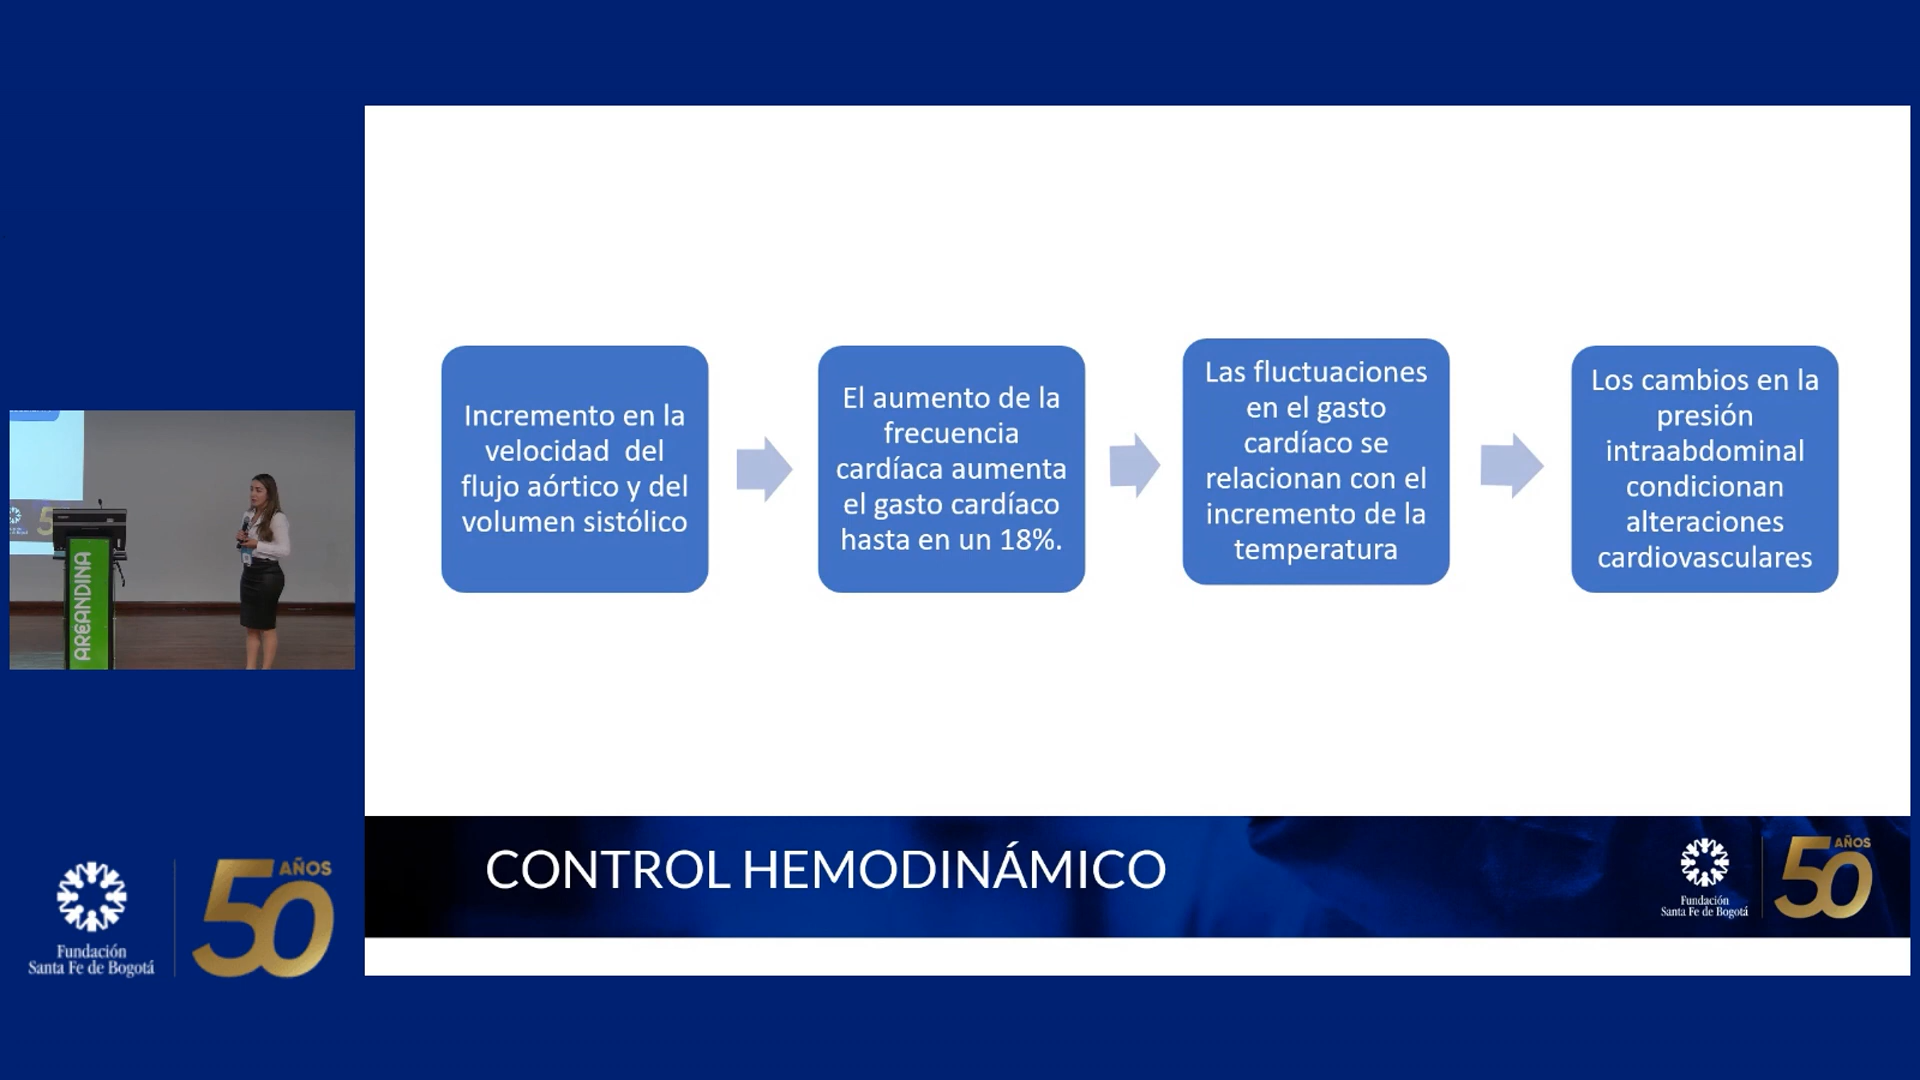 Incremento en la
velocidad del
flujo aórtico y del
volumen sistólico
El aumento de la
frecuencia
cardíaca aumenta
el gasto cardíaco
hasta en un 18%.
Las fluctuaciones
en el gasto
cardíaco se
relacionan con el
incremento de la
temperatura
Los cambios en la
presión
intraabdominal
condicionan
alteraciones
cardiovasculares
CONTROL HEMODINÁMICO
Fundación
Santa Fe de Bogotá
50 AÑOS
AREANDINA
Fundación
Santa Fe de Bogotá
50 AÑOS